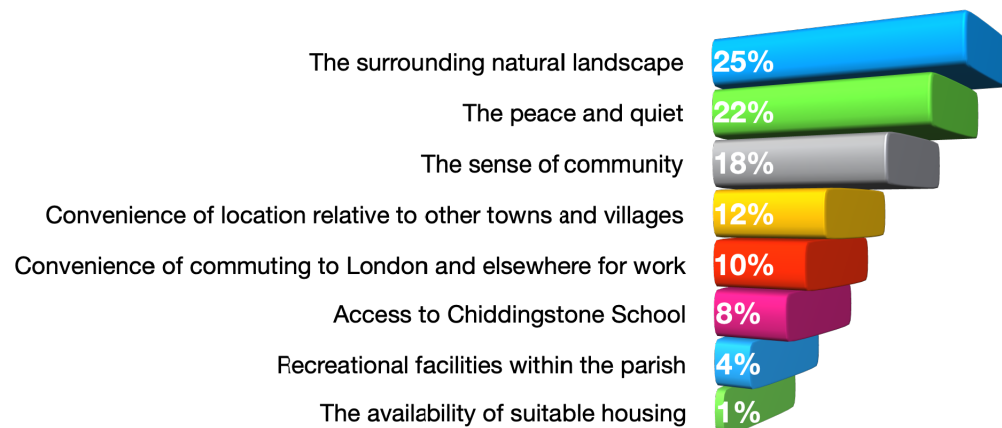 The surrounding natural landscape 25%
The peace and quiet 22%
The sense of community 18%
Convenience of location relative to other towns and villages 12%
Convenience of commuting to London and elsewhere for work 10%
Access to Chiddingstone School 8%
Recreational facilities within the parish 4%
The availability of suitable housing 1%